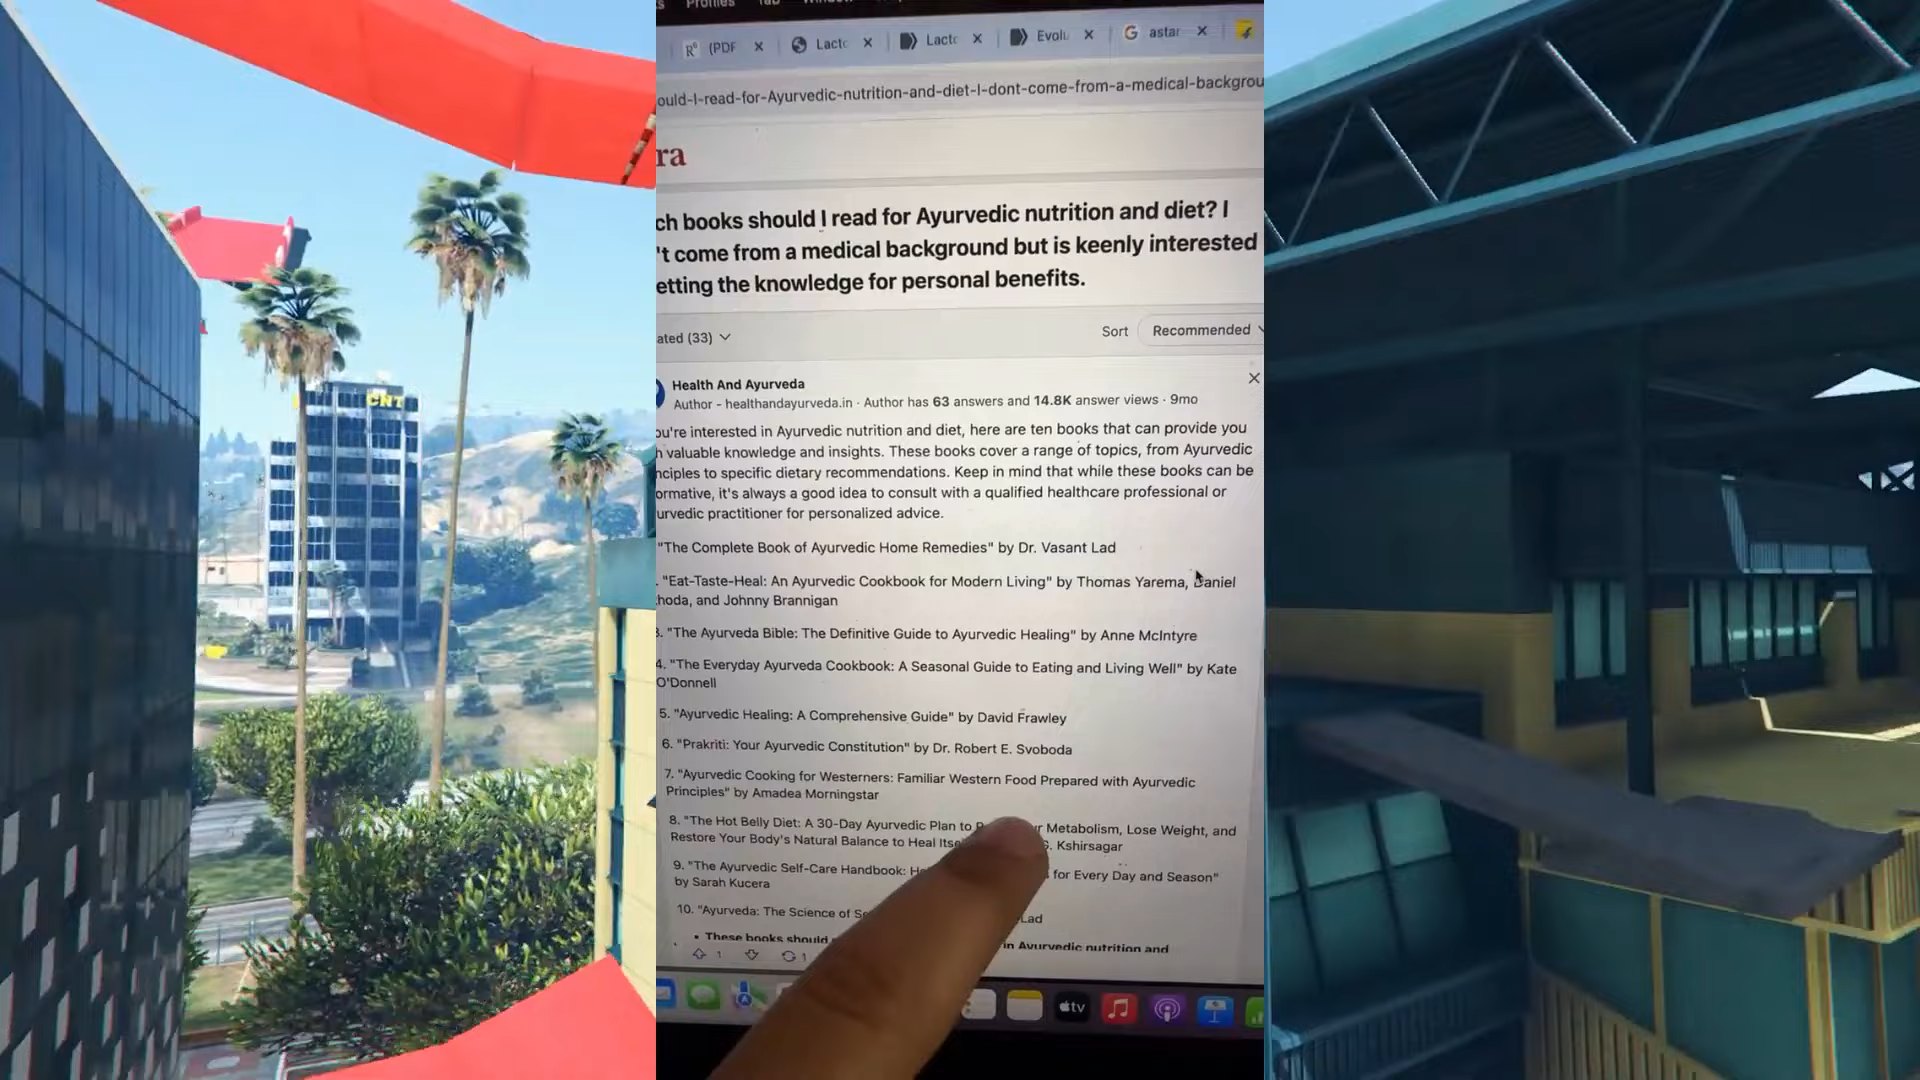 Profiles Tab
(PDF Lacto Lacto Evolu astar
ould-I-read-for-Ayurvedic-nutrition-and-diet-I-dont-come-from-a-medical-backgrou
ra
ch books should I read for Ayurvedic nutrition and diet? I
't come from a medical background but is keenly interested
etting the knowledge for personal benefits.
ated (33) Sort Recommended
Health And Ayurveda
Author - healthandayurveda.in · Author has 63 answers and 14.8K answer views · 9mo
ou're interested in Ayurvedic nutrition and diet, here are ten books that can provide you
h valuable knowledge and insights. These books cover a range of topics, from Ayurvedic
nciples to specific dietary recommendations. Keep in mind that while these books can be
ormative, it's always a good idea to consult with a qualified healthcare professional or
urvedic practitioner for personalized advice.
"The Complete Book of Ayurvedic Home Remedies" by Dr. Vasant Lad
. "Eat-Taste-Heal: An Ayurvedic Cookbook for Modern Living" by Thomas Yarema, Daniel
hoda, and Johnny Brannigan
3. "The Ayurveda Bible: The Definitive Guide to Ayurvedic Healing" by Anne McIntyre
4. "The Everyday Ayurveda Cookbook: A Seasonal Guide to Eating and Living Well" by Kate
O'Donnell
5. "Ayurvedic Healing: A Comprehensive Guide" by David Frawley
6. "Prakriti: Your Ayurvedic Constitution" by Dr. Robert E. Svoboda
7. "Ayurvedic Cooking for Westerners: Familiar Western Food Prepared with Ayurvedic
Principles" by Amadea Morningstar
8. "The Hot Belly Diet: A 30-Day Ayurvedic Plan to Metabolism, Lose Weight, and
Restore Your Body's Natural Balance to Heal Itse S. Kshirsagar
9. "The Ayurvedic Self-Care Handbook: for Every Day and Season"
by Sarah Kucera
10. "Ayurveda: The Science of Lad
• These books should in Ayurvedic nutrition and
1 1
tv
CNT